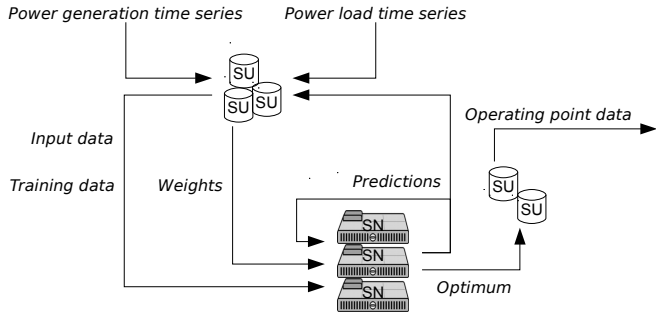 Power generation time series
Power load time series
SU
SU SU
Operating point data
Input data
Training data
Weights
Predictions
SU
SU
SN
SN
SN
Optimum